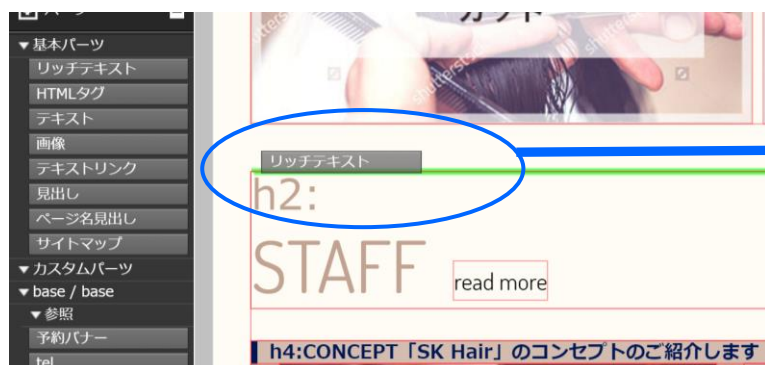 ▼基本パーツ
リッチテキスト
HTMLタグ
テキスト
画像
テキストリンク
見出し
ページ名見出し
サイトマップ
▼カスタムパーツ
▼base / base
▼参照
予約バナー
tel
カット
shutterstock
リッチテキスト
h2:
STAFF
read more
h4:CONCEPT「SK Hair」のコンセプトのご紹介します